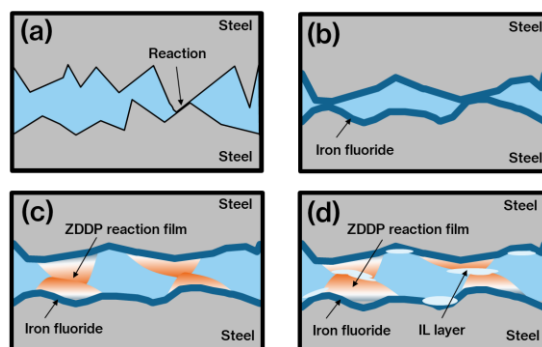 (a)
Steel
Reaction
Steel
(b)
Steel
Iron fluoride
Steel
(c)
Steel
ZDDP reaction film
Iron fluoride
Steel
(d)
Steel
ZDDP reaction film
Iron fluoride
IL layer
Steel